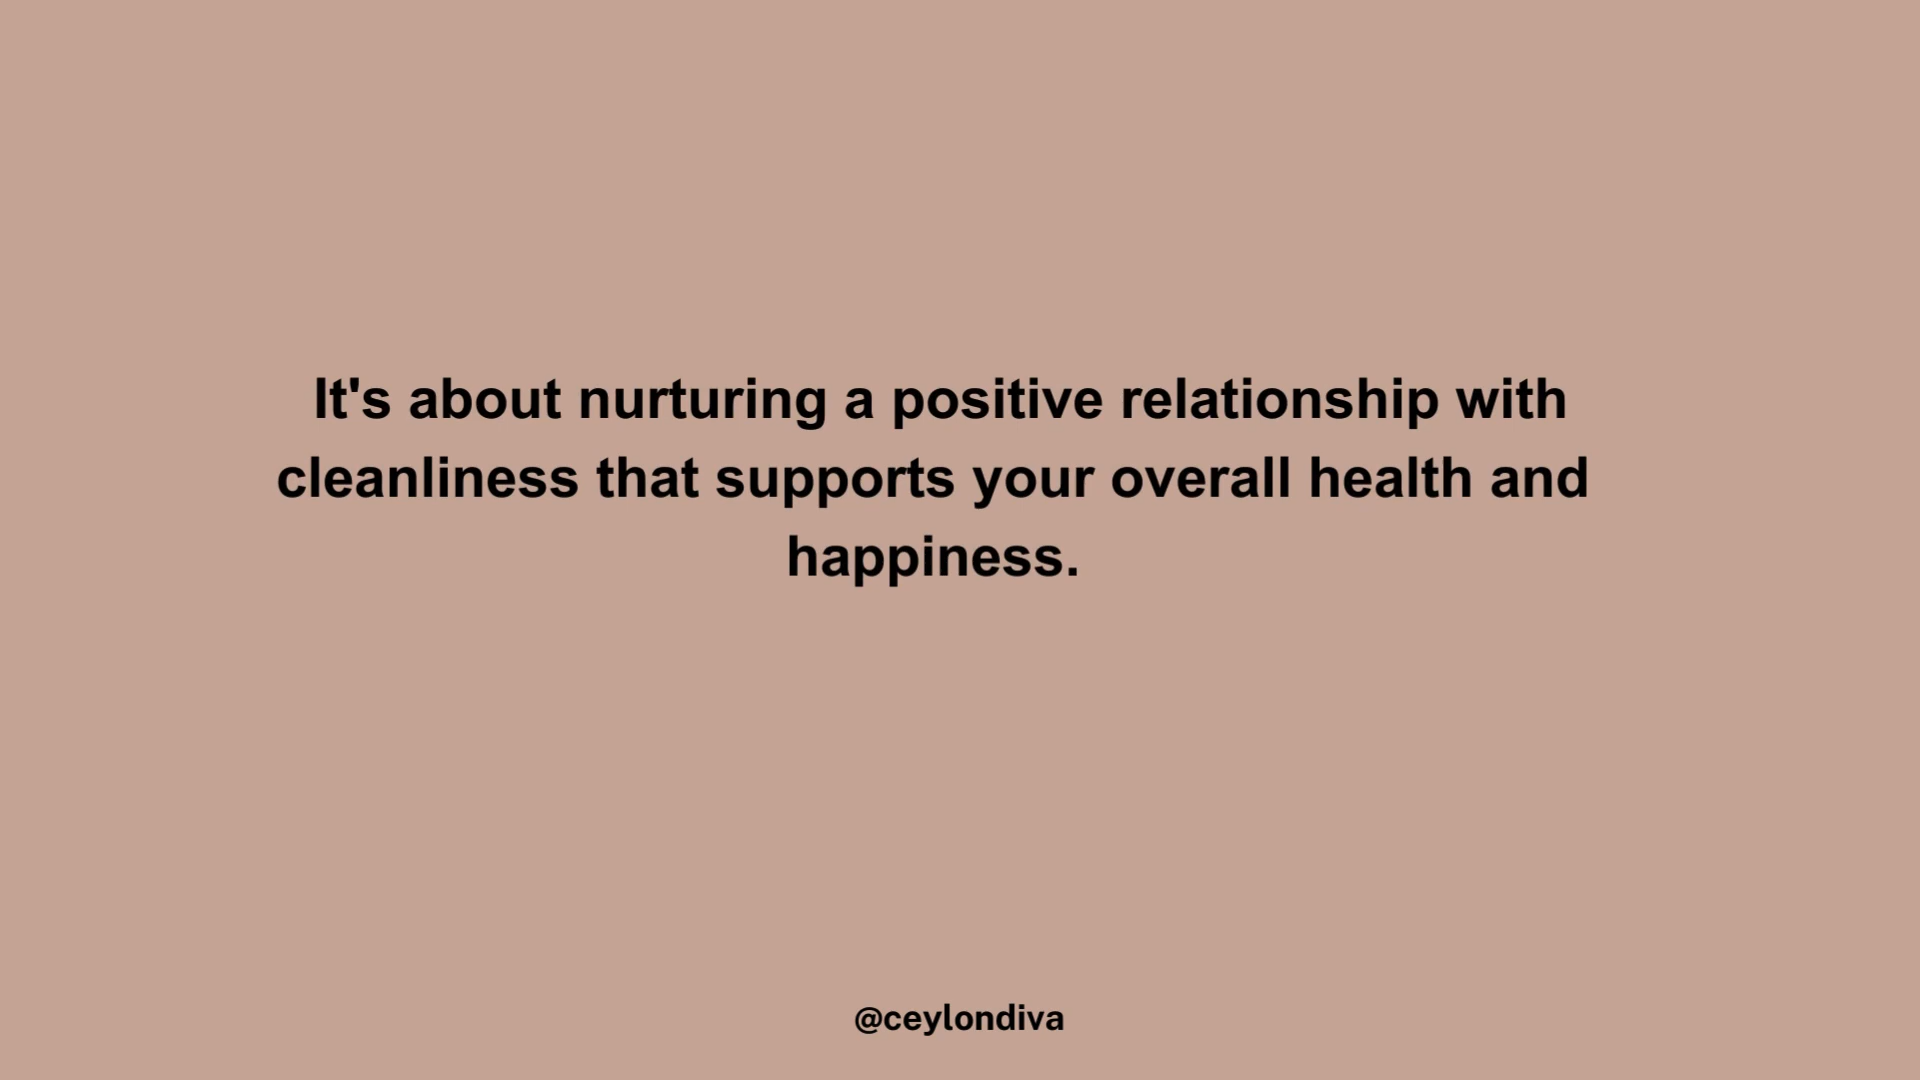 It's about nurturing a positive relationship with
cleanliness that supports your overall health and
happiness.
@ceylondiva